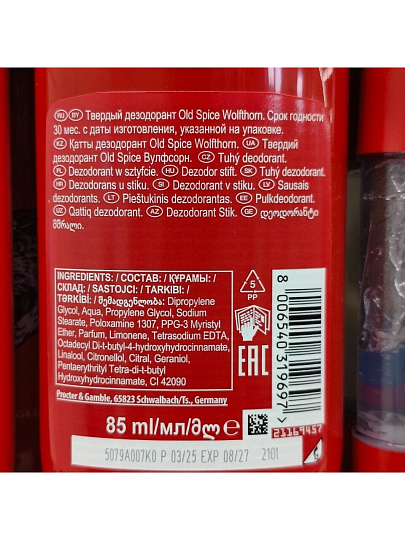 RU BY Твердый дезодорант Old Spice Wolfthorn. Срок годности
30 мес. с даты изготовления, указанной на упаковке.
KZ Қатты дезодорант Old Spice Wolfthorn. UA Твердий
дезодорант Old Spice Вулфсорн. CZ Tuhý deodorant.
PL Dezodorant w sztyfcie. HU Dezodor stift. SK Tuhý dezodorant.
HR Dezodorans u stiku. SI Dezodorant v stiku. LV Sausais
dezodorants. LT Pieštukinis dezodorantas. EE Pulkdeodorant.
UZ Qattiq dezodorant. AZ Dezodorant Stik. GE დეოდორანტი
მშრალი.
INGREDIENTS: / СОСТАВ: / ҚҰРАМЫ: /
СКЛАД: / SASTOJCI: / TARKIBI: /
TƏRKİBİ: / შემადგენლობა: Dipropylene
Glycol, Aqua, Propylene Glycol, Sodium
Stearate, Poloxamine 1307, PPG-3 Myristyl
Ether, Parfum, Limonene, Tetrasodium EDTA,
Octadecyl Di-t-butyl-4-hydroxyhydrocinnamate,
Linalool, Citronellol, Citral, Geraniol,
Pentaerythrityl Tetra-di-t-butyl
Hydroxyhydrocinnamate, CI 42090
Procter & Gamble, 65823 Schwalbach/Ts., Germany
5
PP
EAC
8 006540 319697
85 ml/мл/მლ e
21169457
5079A007K0 P 03/25 EXP 08/27 2101